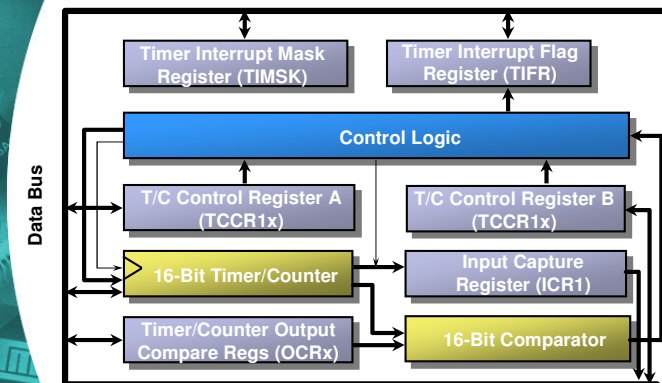 Timer Interrupt Mask
Register (TIMSK)
Timer Interrupt Flag
Register (TIFR)
Control Logic
Data Bus
T/C Control Register A
(TCCR1x)
T/C Control Register B
(TCCR1x)
16-Bit Timer/Counter
Input Capture
Register (ICR1)
Timer/Counter Output
Compare Regs (OCRx)
16-Bit Comparator